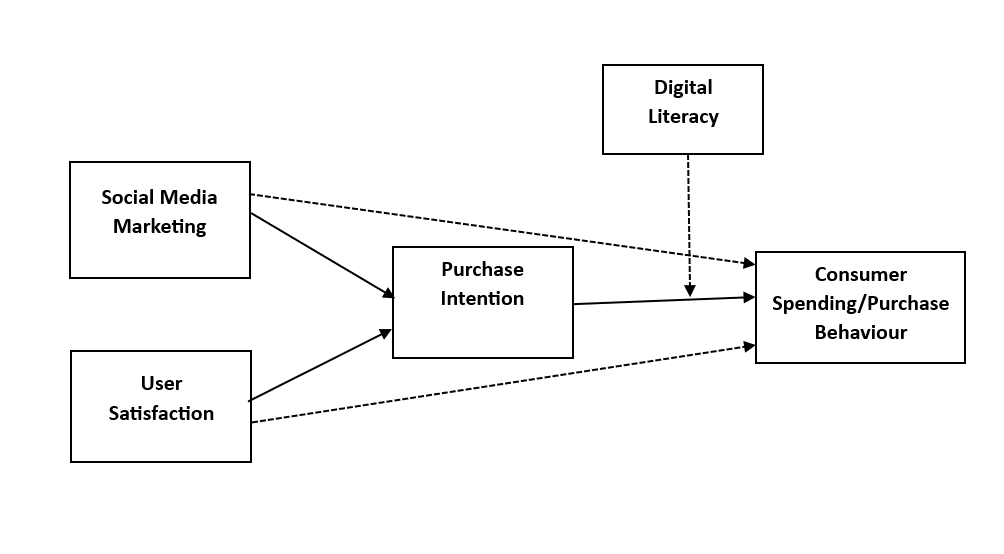 Digital
Literacy
Social Media
Marketing
Purchase
Intention
Consumer
Spending/Purchase
Behaviour
User
Satisfaction